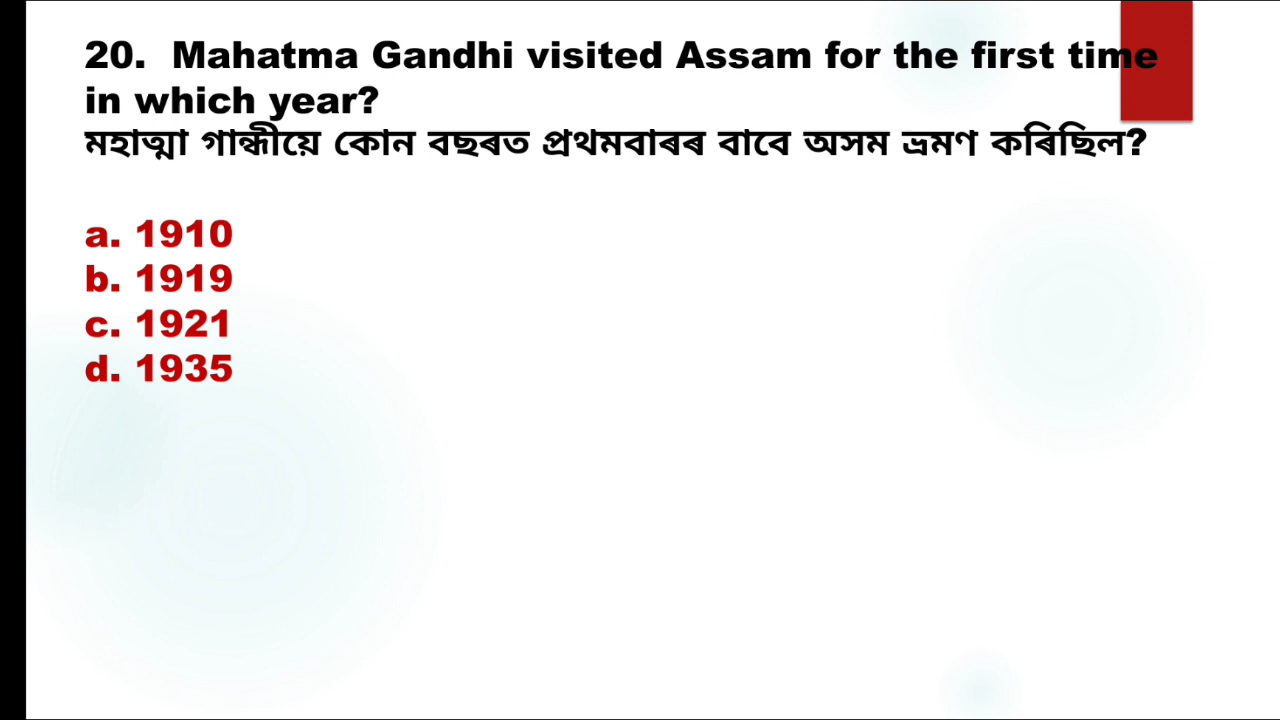 20. Mahatma Gandhi visited Assam for the first time
in which year?
মহাত্মা গান্ধীয়ে কোন বছৰত প্ৰথমবাৰৰ বাবে অসম ভ্ৰমণ কৰিছিল?
a. 1910
b. 1919
c. 1921
d. 1935